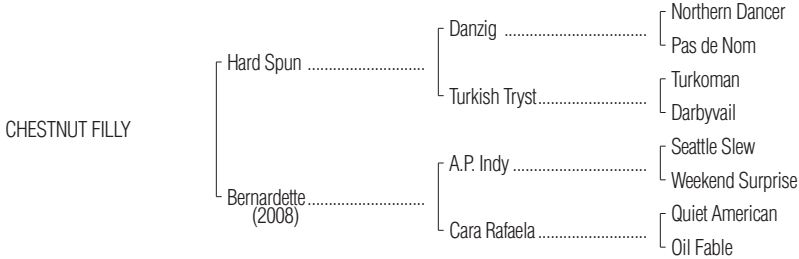 Northern Dancer
Danzig ..................................
Pas de Nom
Hard Spun ............................
Turkoman
Turkish Tryst..........................
Darbyvail
CHESTNUT FILLY
Seattle Slew
A.P. Indy ................................
Weekend Surprise
Bernardette............................
(2008)
Quiet American
Cara Rafaela..........................
Oil Fable